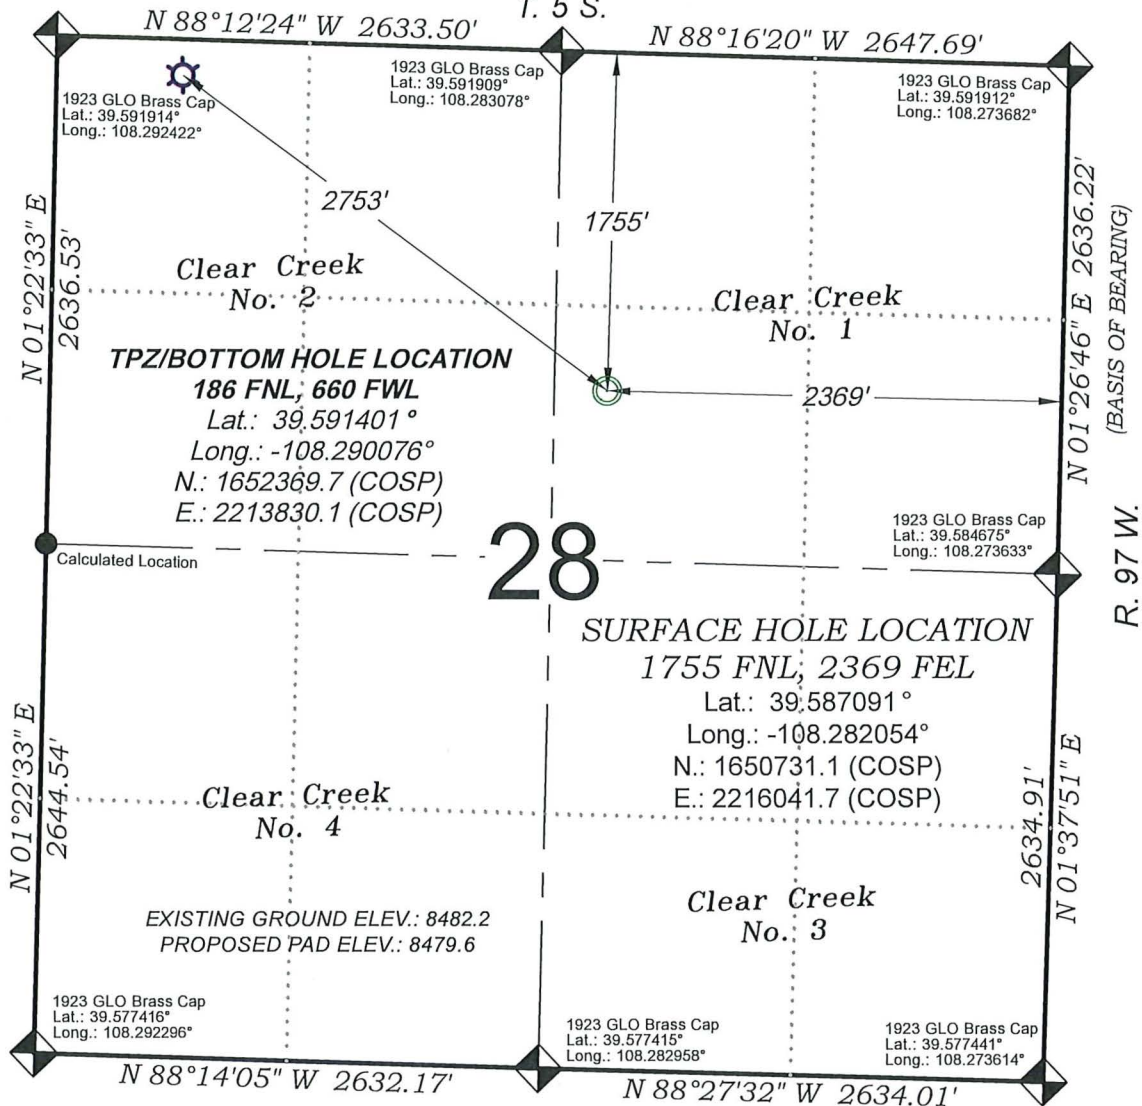 T. 5 S.
N 88°12'24" W 2633.50'
N 88°16'20" W 2647.69'
1923 GLO Brass Cap
Lat.: 39.591914°
Long.: 108.292422°
1923 GLO Brass Cap
Lat.: 39.591909°
Long.: 108.283078°
1923 GLO Brass Cap
Lat.: 39.591912°
Long.: 108.273682°
2753'
1755'
N 01°22'33" E
2636.53'
N 01°26'46" E 2636.22'
(BASIS OF BEARING)
Clear Creek
No. 2
Clear Creek
No. 1
TPZ/BOTTOM HOLE LOCATION
186 FNL, 660 FWL
Lat.: 39.591401°
Long.: -108.290076°
N.: 1652369.7 (COSP)
E.: 2213830.1 (COSP)
2369'
Calculated Location
28
1923 GLO Brass Cap
Lat.: 39.584675°
Long.: 108.273633°
R. 97 W.
SURFACE HOLE LOCATION
1755 FNL, 2369 FEL
Lat.: 39.587091°
Long.: -108.282054°
N.: 1650731.1 (COSP)
E.: 2216041.7 (COSP)
N 01°22'33" E
2644.54'
2634.91'
N 01°37'51" E
Clear Creek
No. 4
Clear Creek
No. 3
EXISTING GROUND ELEV.: 8482.2
PROPOSED PAD ELEV.: 8479.6
1923 GLO Brass Cap
Lat.: 39.577416°
Long.: 108.292296°
1923 GLO Brass Cap
Lat.: 39.577415°
Long.: 108.282958°
1923 GLO Brass Cap
Lat.: 39.577441°
Long.: 108.273614°
N 88°14'05" W 2632.17'
N 88°27'32" W 2634.01'